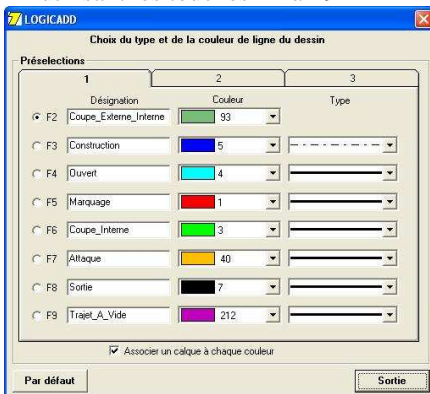 LOGICADD
Choix du type et de la couleur de ligne du dessin
Préselections
1 2 3
Désignation Couleur Type
F2 Coupe_Externe_Interne 93
F3 Construction 5
F4 Ouvert 4
F5 Marquage 1
F6 Coupe_Interne 3
F7 Attaque 40
F8 Sortie 7
F9 Trajet_A_Vide 212
Associer un calque à chaque couleur
Par défaut Sortie